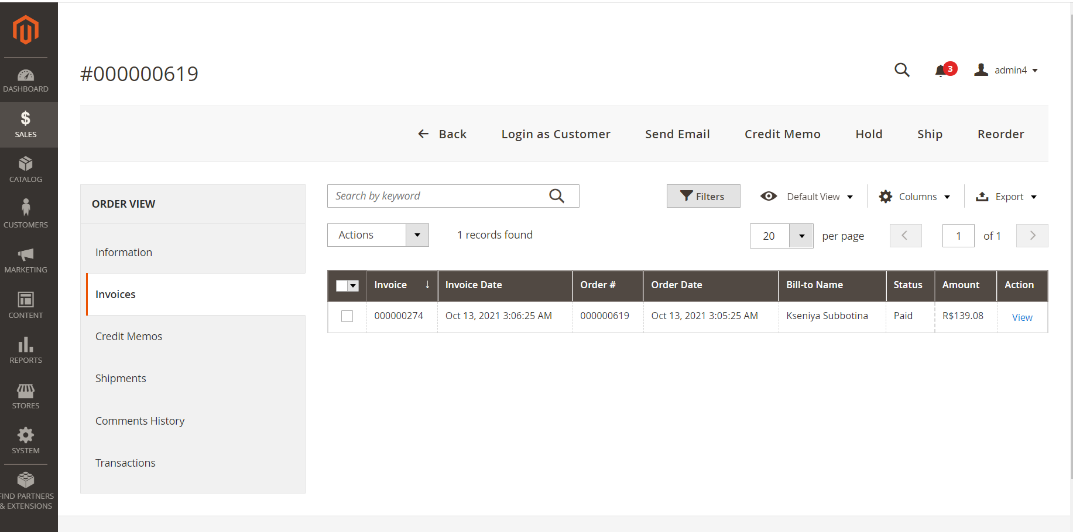 #000000619
3
admin4
Back
Login as Customer
Send Email
Credit Memo
Hold
Ship
Reorder
DASHBOARD
$
SALES
CATALOG
CUSTOMERS
MARKETING
CONTENT
REPORTS
STORES
SYSTEM
FIND PARTNERS
& EXTENSIONS
ORDER VIEW
Information
Invoices
Credit Memos
Shipments
Comments History
Transactions
Search by keyword
Filters
Default View
Columns
Export
Actions
1 records found
20
per page
1
of 1
Invoice ↓ Invoice Date Order # Order Date Bill-to Name Status Amount Action
000000274 Oct 13, 2021 3:06:25 AM 000000619 Oct 13, 2021 3:05:25 AM Kseniya Subbotina Paid R$139.08 View